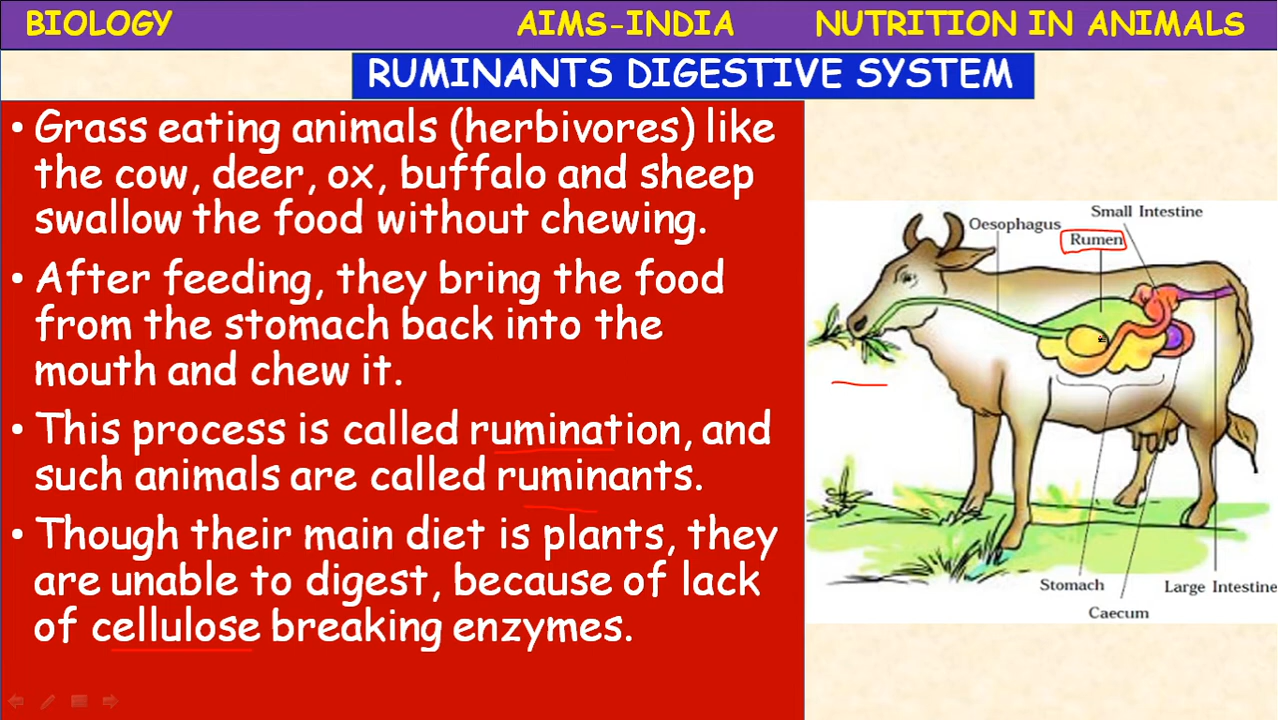 BIOLOGY AIMS-INDIA NUTRITION IN ANIMALS
RUMINANTS DIGESTIVE SYSTEM
• Grass eating animals (herbivores) like
the cow, deer, ox, buffalo and sheep
swallow the food without chewing.
• After feeding, they bring the food
from the stomach back into the
mouth and chew it.
• This process is called rumination, and
such animals are called ruminants.
• Though their main diet is plants, they
are unable to digest, because of lack
of cellulose breaking enzymes.
Small Intestine
Oesophagus
Rumen
Stomach
Large Intestine
Caecum